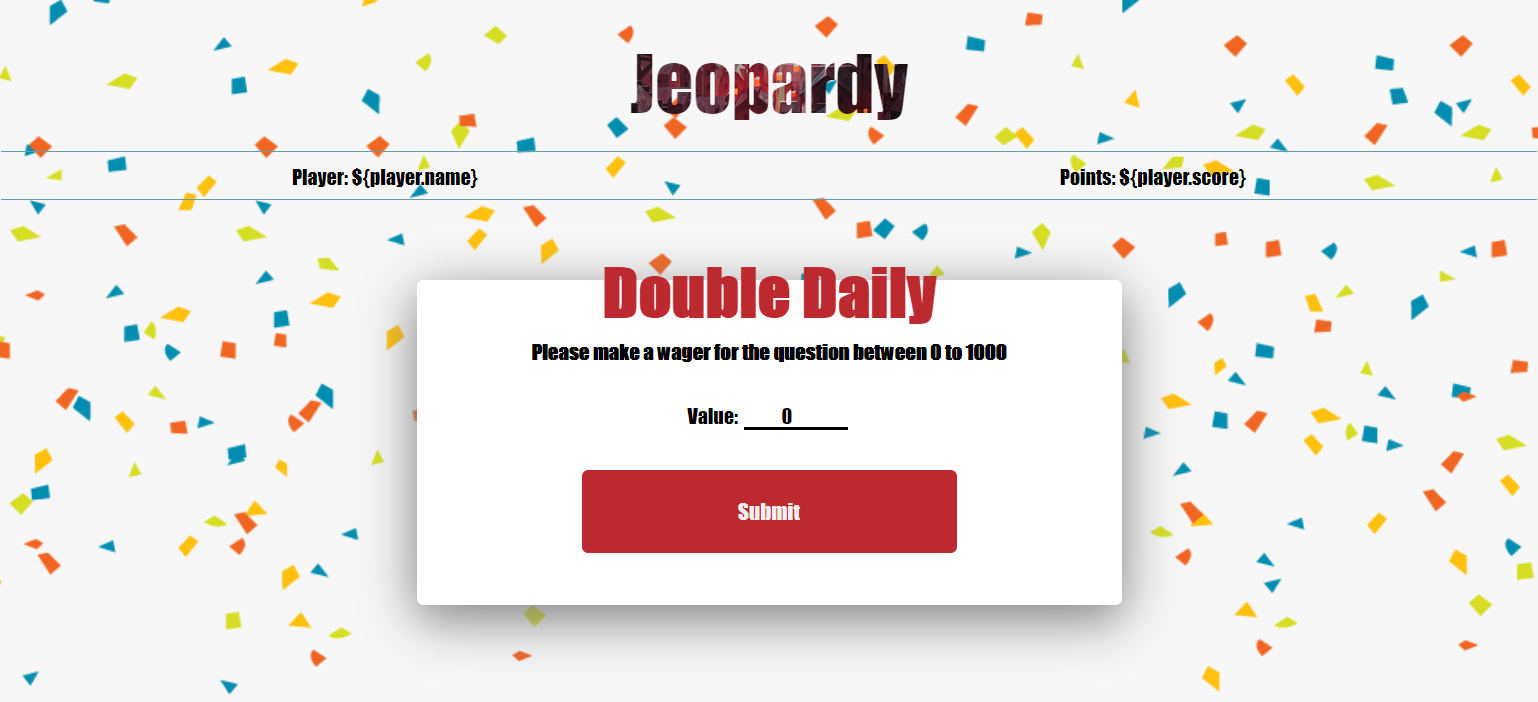 Jeopardy
Player: ${player.name} Points: ${player.score}
Double Daily
Please make a wager for the question between 0 to 1000
Value: 0
Submit